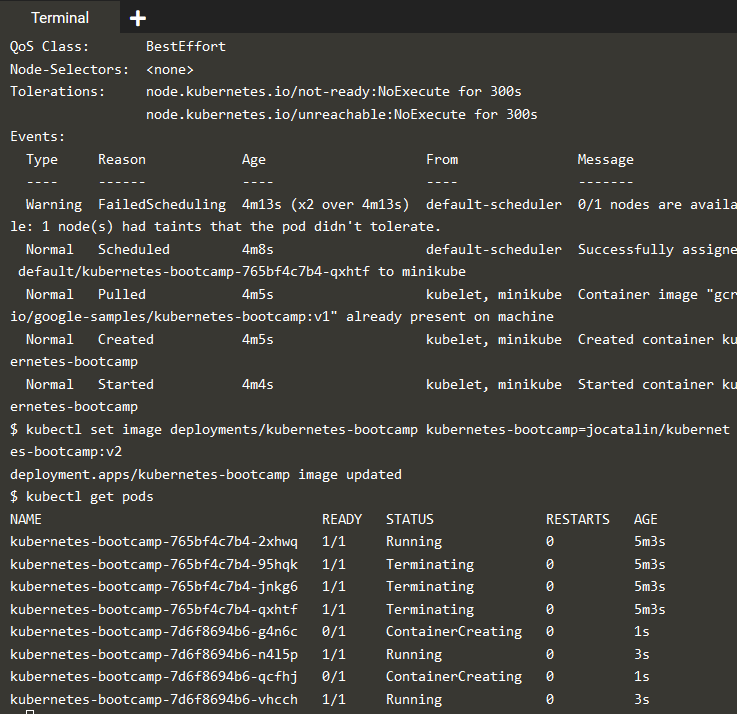 Terminal
QoS Class: BestEffort
Node-Selectors: <none>
Tolerations: node.kubernetes.io/not-ready:NoExecute for 300s
node.kubernetes.io/unreachable:NoExecute for 300s
Events:
Type Reason Age From Message
---- ------ ---- ---- -------
Warning FailedScheduling 4m13s (x2 over 4m13s) default-scheduler 0/1 nodes are availa
le: 1 node(s) had taints that the pod didn't tolerate.
Normal Scheduled 4m8s default-scheduler Successfully assigne
default/kubernetes-bootcamp-765bf4c7b4-qxhtf to minikube
Normal Pulled 4m5s kubelet, minikube Container image "gcr
io/google-samples/kubernetes-bootcamp:v1" already present on machine
Normal Created 4m5s kubelet, minikube Created container ku
ernetes-bootcamp
Normal Started 4m4s kubelet, minikube Started container ku
ernetes-bootcamp
$ kubectl set image deployments/kubernetes-bootcamp kubernetes-bootcamp=jocatalin/kubernet
es-bootcamp:v2
deployment.apps/kubernetes-bootcamp image updated
$ kubectl get pods
NAME READY STATUS RESTARTS AGE
kubernetes-bootcamp-765bf4c7b4-2xhwq 1/1 Running 0 5m3s
kubernetes-bootcamp-765bf4c7b4-95hqk 1/1 Terminating 0 5m3s
kubernetes-bootcamp-765bf4c7b4-jnkg6 1/1 Terminating 0 5m3s
kubernetes-bootcamp-765bf4c7b4-qxhtf 1/1 Terminating 0 5m3s
kubernetes-bootcamp-7d6f8694b6-g4n6c 0/1 ContainerCreating 0 1s
kubernetes-bootcamp-7d6f8694b6-n4l5p 1/1 Running 0 3s
kubernetes-bootcamp-7d6f8694b6-qcfhj 0/1 ContainerCreating 0 1s
kubernetes-bootcamp-7d6f8694b6-vhcch 1/1 Running 0 3s